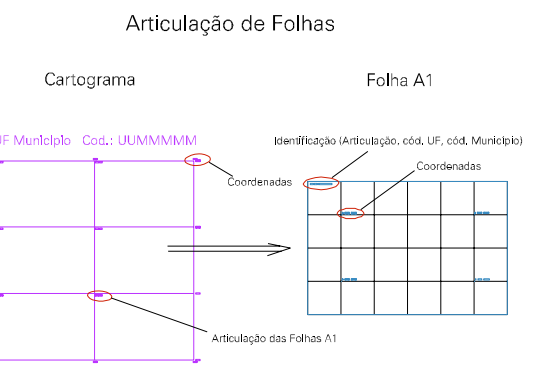 Articulação de Folhas
Cartograma
Folha A1
UF Município Cod.: UUMMMMM
Identificação (Articulação, cód, UF, cód, Município)
Coordenadas
Coordenadas
Articulação das Folhas A1